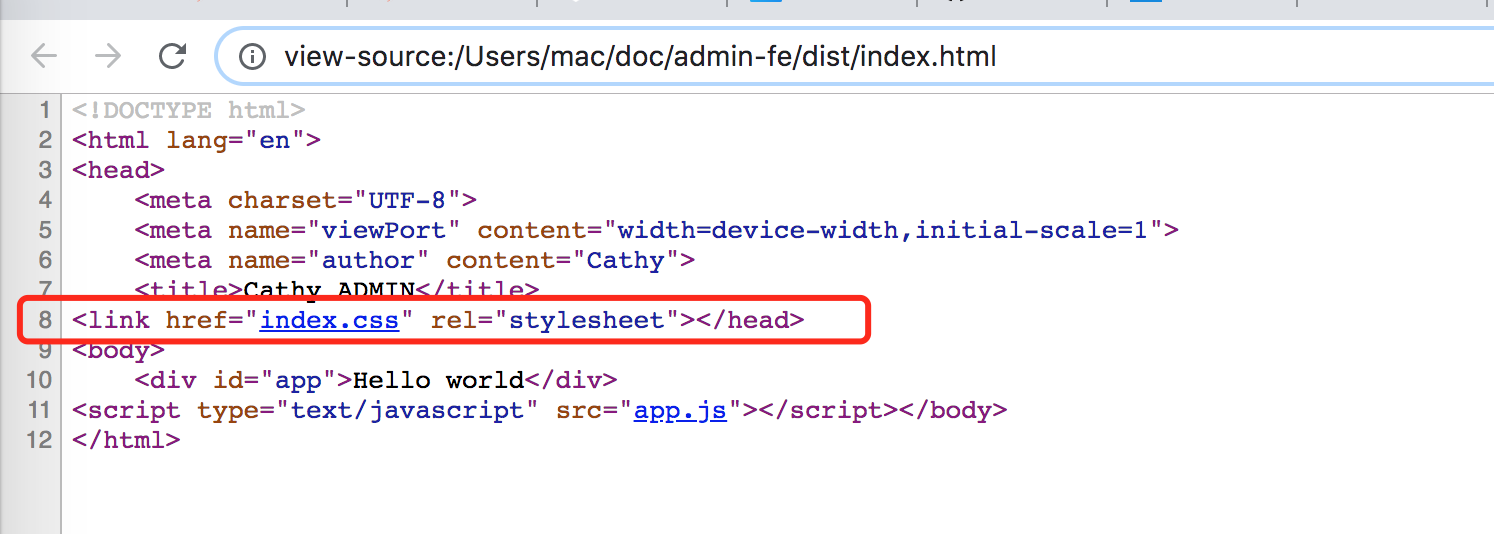 view-source:/Users/mac/doc/admin-fe/dist/index.html
1 <!DOCTYPE html>
2 <html lang="en">
3 <head>
4     <meta charset="UTF-8">
5     <meta name="viewPort" content="width=device-width,initial-scale=1">
6     <meta name="author" content="Cathy">
7     <title>Cathy ADMIN</title>
8 <link href="index.css" rel="stylesheet"></head>
9 <body>
10     <div id="app">Hello world</div>
11 <script type="text/javascript" src="app.js"></script></body>
12 </html>